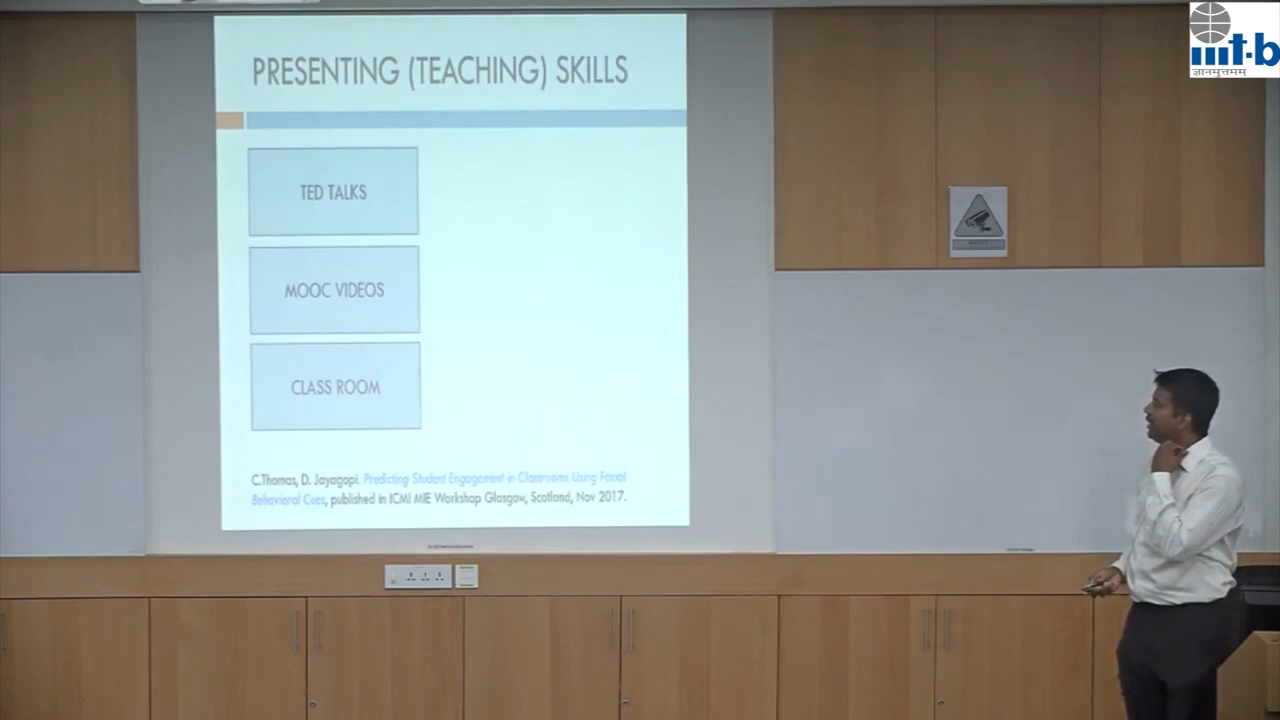 PRESENTING (TEACHING) SKILLS
TED TALKS
MOOC VIDEOS
CLASS ROOM
C.Thomas, D. Jayagopi. Predicting Student Engagement in Classrooms Using Facial
Behavioral Cues, published in ICMI MIE Workshop Glasgow, Scotland, Nov 2017.
iiit-b
ज्ञानमुत्तमम्